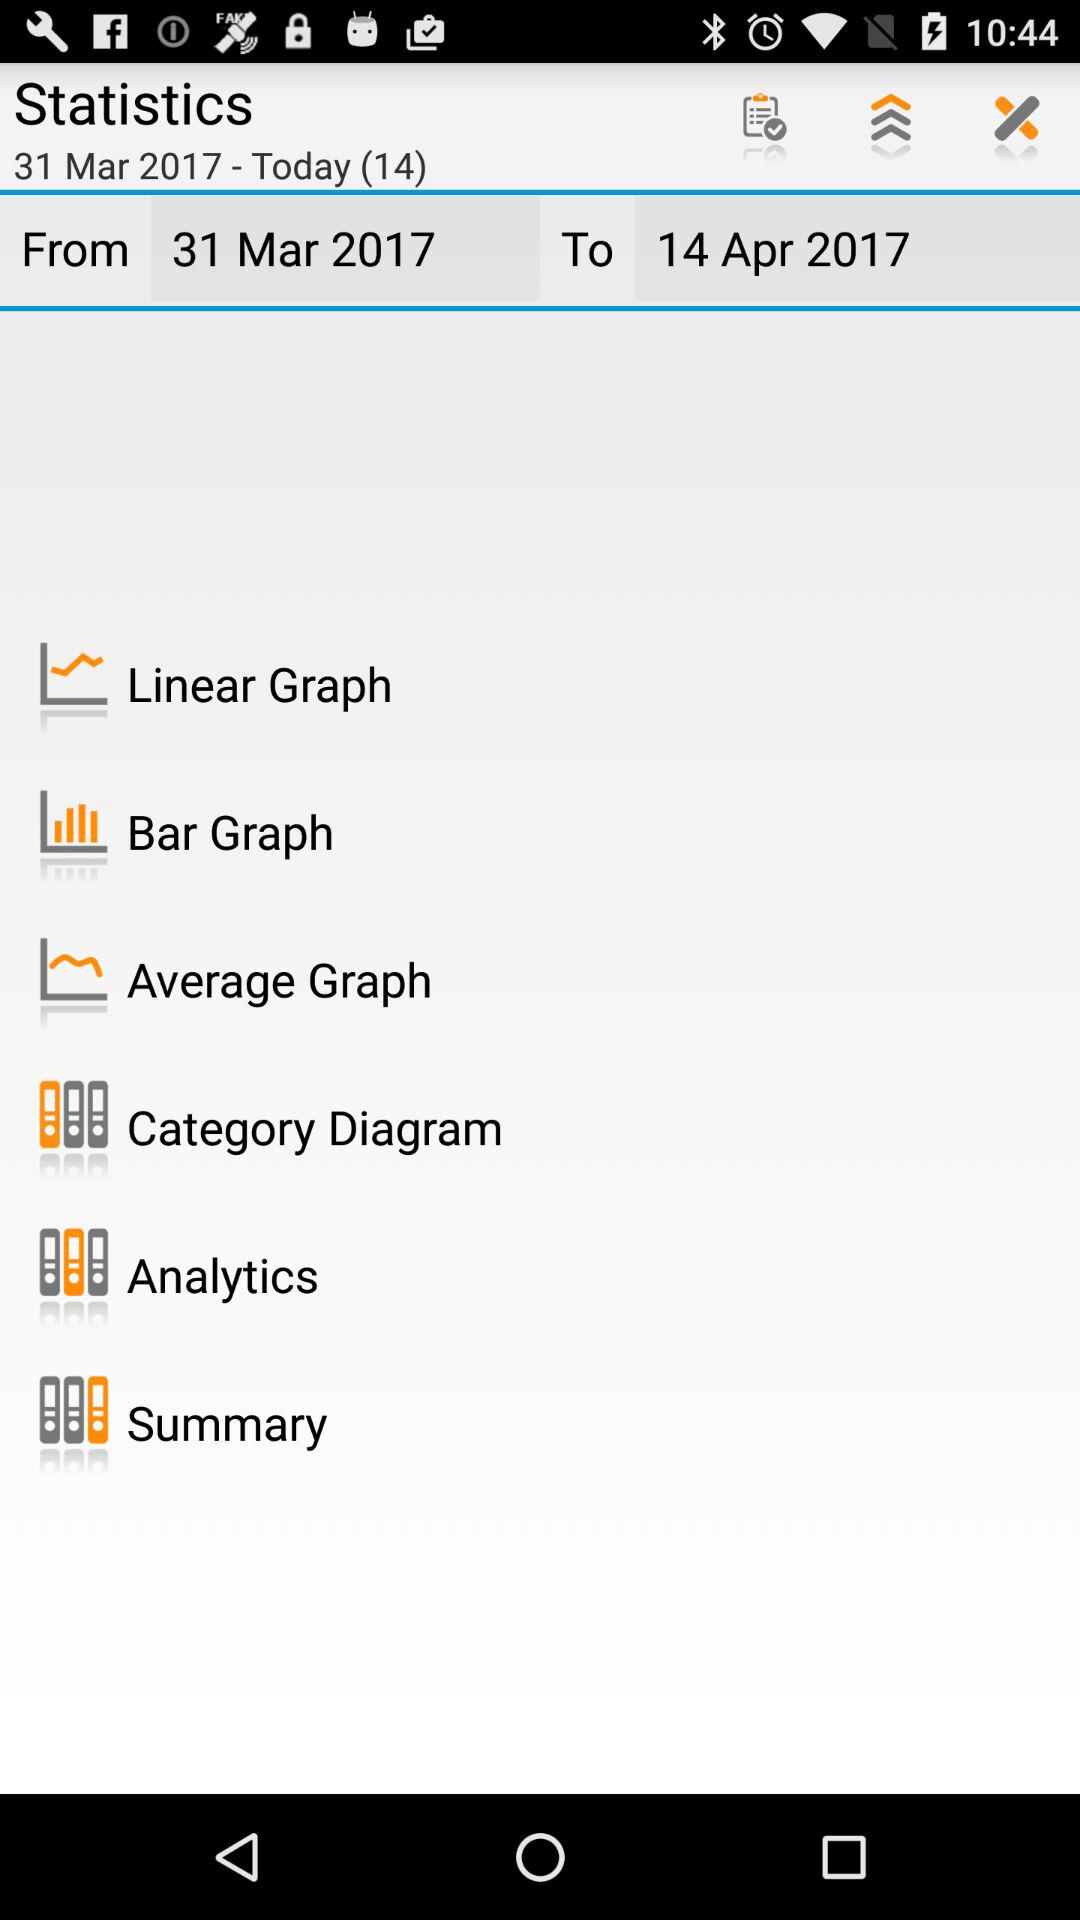 FAK
10:44
Statistics
31 Mar 2017 - Today (14)
From 31 Mar 2017 To 14 Apr 2017
Linear Graph
Bar Graph
Average Graph
Category Diagram
Analytics
Summary